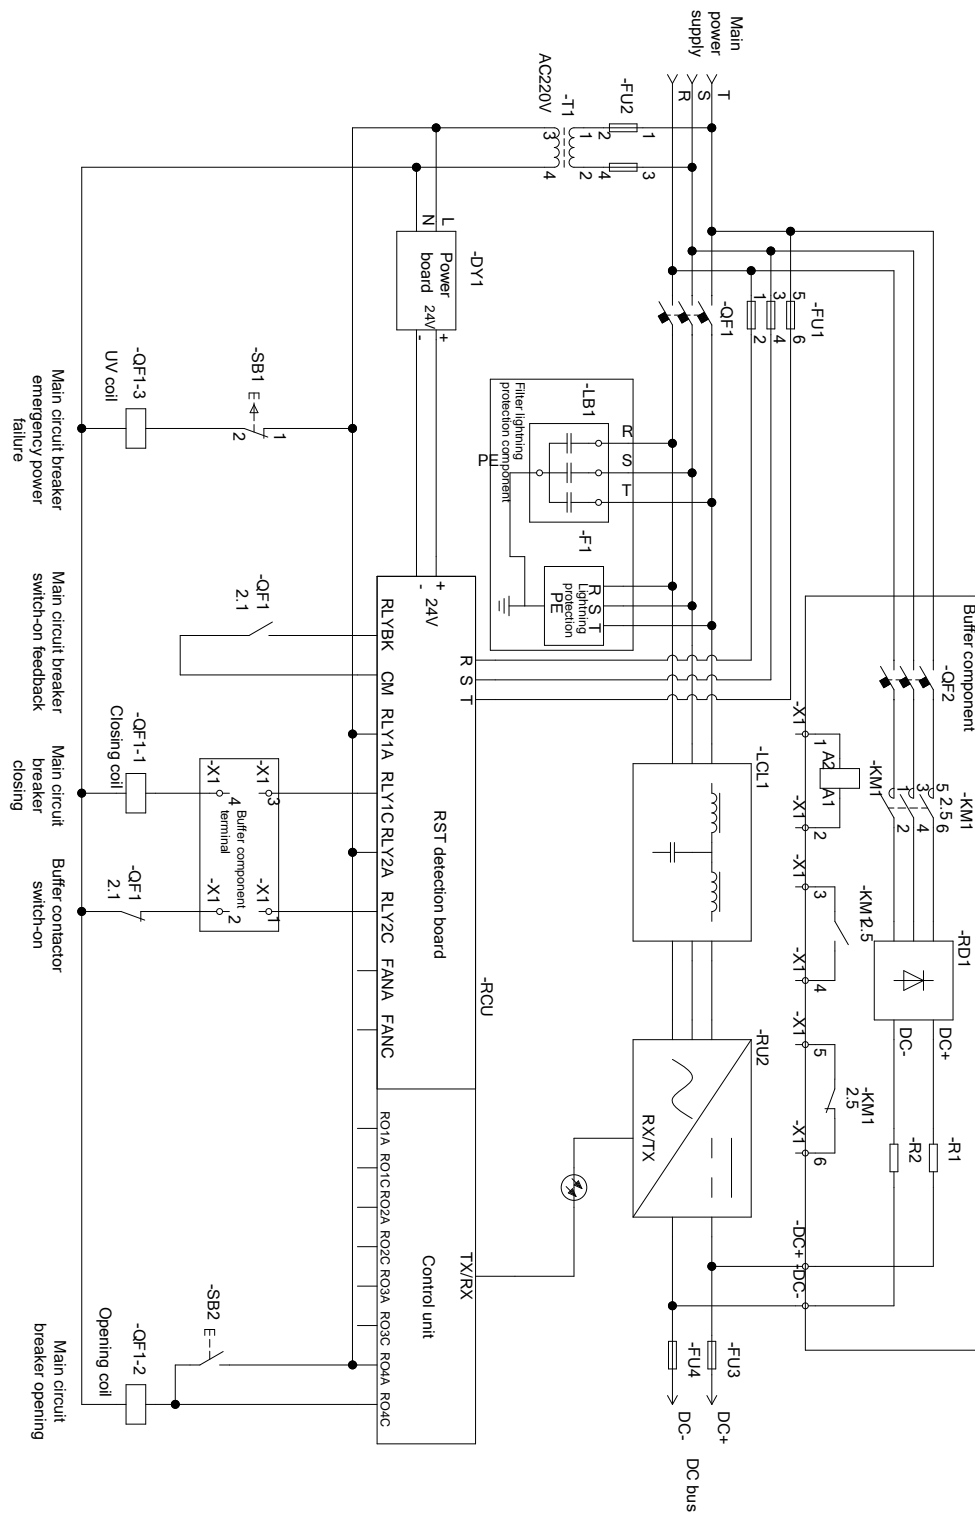 Main
power
supply
T
S
R
-FU2
1
2
3
4
-T1
AC220V
1
2
3
4
L
N
-DY1
Power
board
24V
+
-
-QF1
-FU1
5
6
3
4
1
2
Buffer component
-QF2
-KM1
2.5
5
6
3
4
1
2
-KM1
A2
A1
-X1
1
-X1
2
-X1
3
-KM1
2.5
-X1
4
-X1
5
-KM1
2.5
-X1
6
-RD1
DC+
DC-
-R1
-R2
-DC+
-DC-
-LB1
Filter lightning
protection component
R
S
T
PE
-F1
R
S
T
Lightning
protection
PE
-LCL1
-RU2
RX/TX
-FU3
-FU4
DC+
DC-
DC bus
-SB1
E
1
2
-QF1-3
UV coil
Main circuit breaker
emergency power
failure
-QF1
2.1
Main circuit breaker
switch-on feedback
-QF1-1
Closing coil
Main circuit
breaker
closing
-X1
3
-X1
4
Buffer component
terminal
-X1
1
-X1
2
-QF1
2.1
Buffer contactor
switch-on
+
-
24V
R
S
T
RLYBK
CM
RLY1A
RLY1C
RLY2A
RLY2C
FANA
FANC
RST detection board
-RCU
RO1A
RO1C
RO2A
RO2C
RO3A
RO3C
RO4A
RO4C
Control unit
TX/RX
-SB2
E
-QF1-2
Opening coil
Main circuit
breaker opening